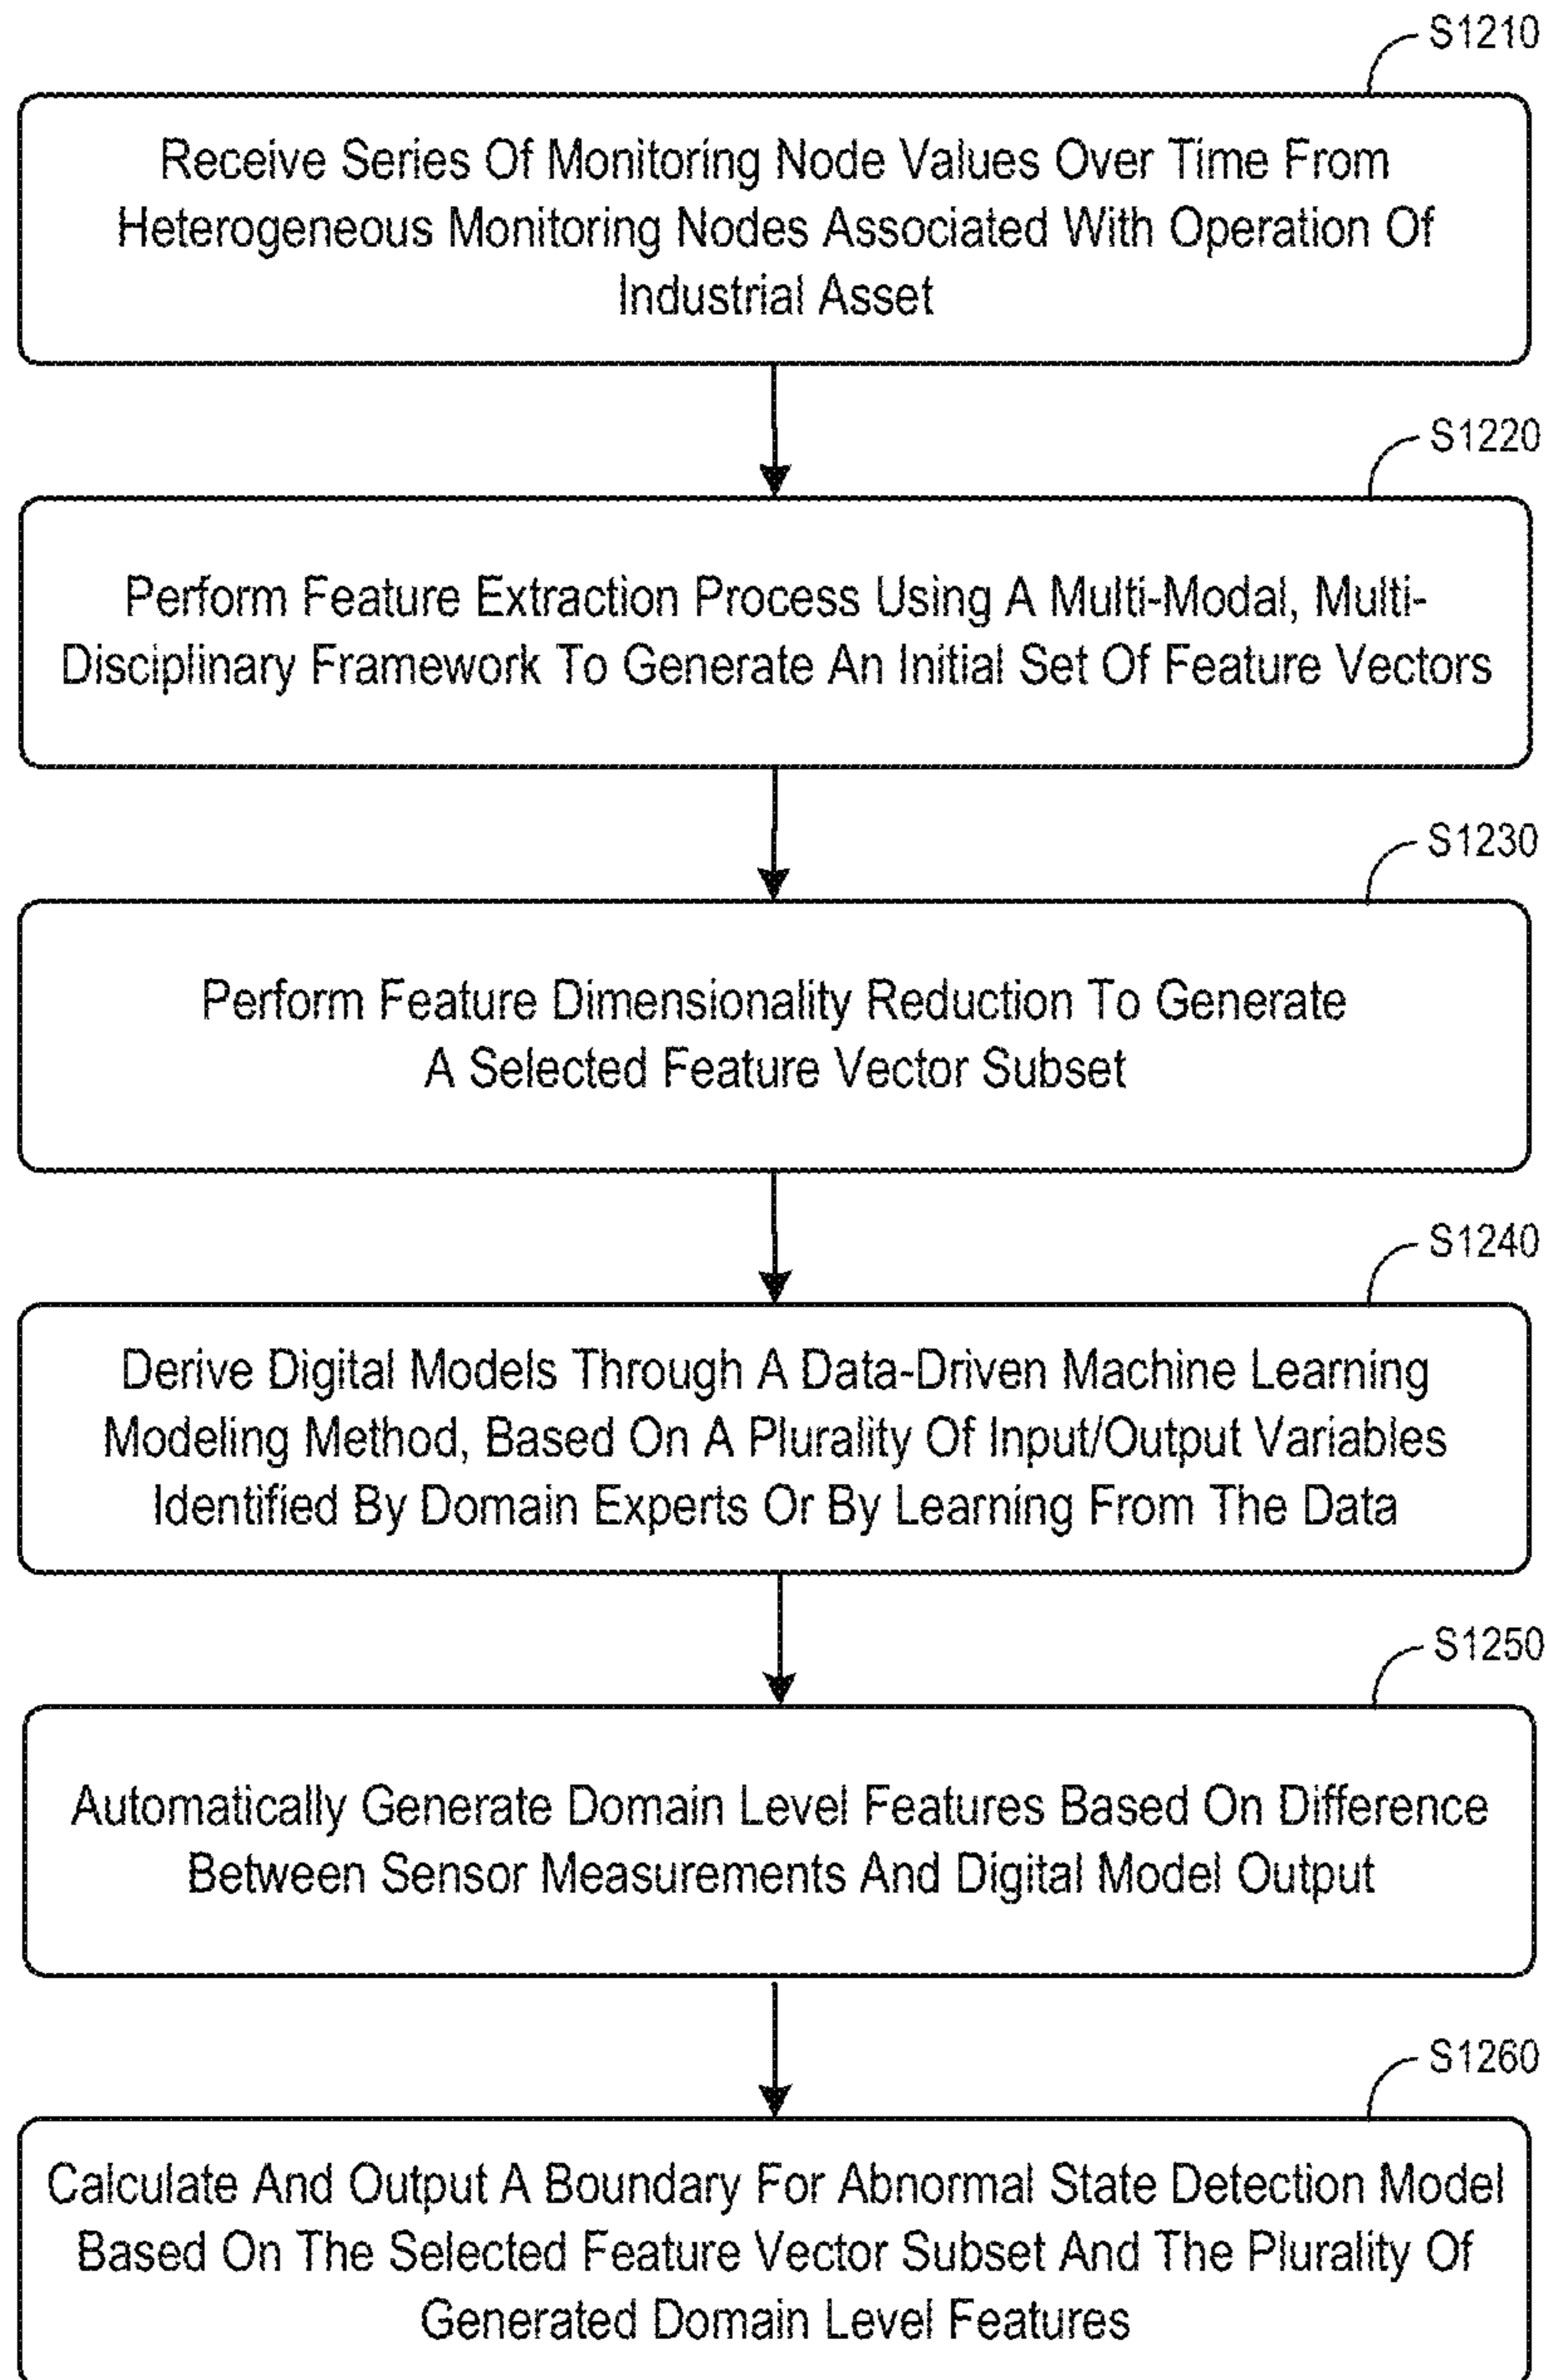 S1210
Receive Series Of Monitoring Node Values Over Time From
Heterogeneous Monitoring Nodes Associated With Operation Of
Industrial Asset
S1220
Perform Feature Extraction Process Using A Multi-Modal, Multi-
Disciplinary Framework To Generate An Initial Set Of Feature Vectors
S1230
Perform Feature Dimensionality Reduction To Generate
A Selected Feature Vector Subset
S1240
Derive Digital Models Through A Data-Driven Machine Learning
Modeling Method, Based On A Plurality Of Input/Output Variables
Identified By Domain Experts Or By Learning From The Data
S1250
Automatically Generate Domain Level Features Based On Difference
Between Sensor Measurements And Digital Model Output
S1260
Calculate And Output A Boundary For Abnormal State Detection Model
Based On The Selected Feature Vector Subset And The Plurality Of
Generated Domain Level Features